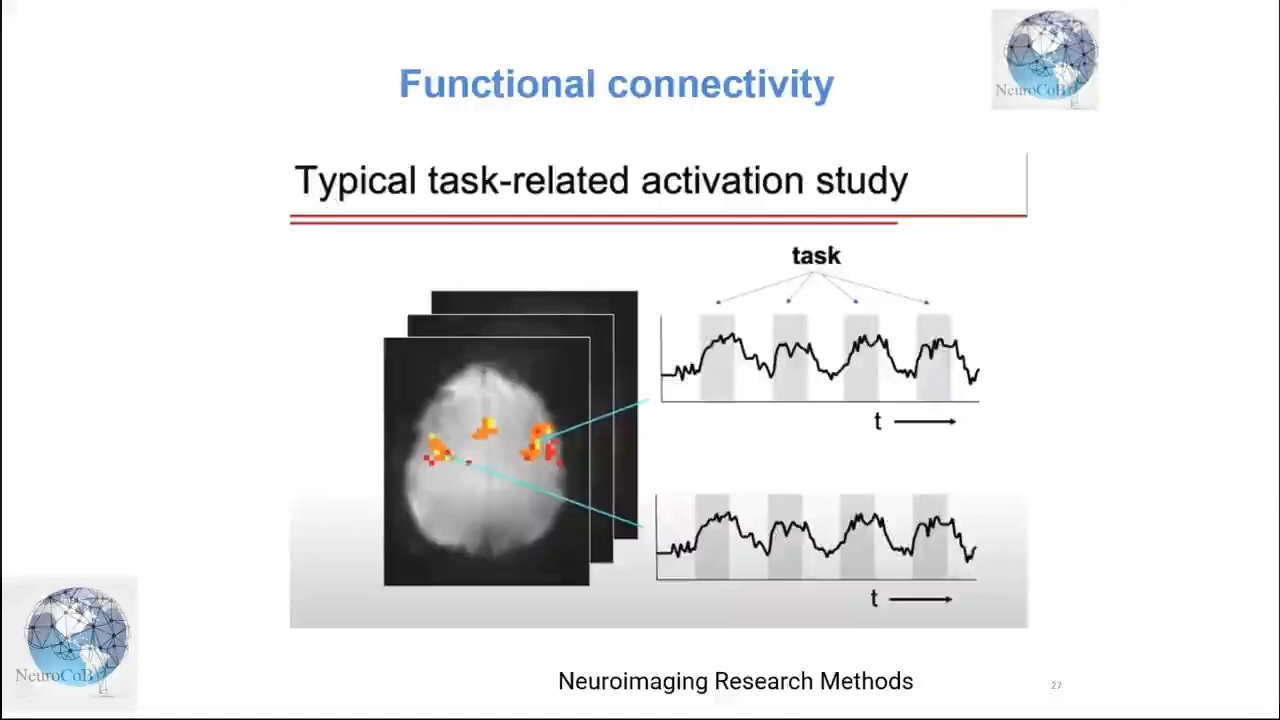 Functional connectivity
NeuroCoBi
Typical task-related activation study
task
t
t
NeuroCoBi
Neuroimaging Research Methods
27